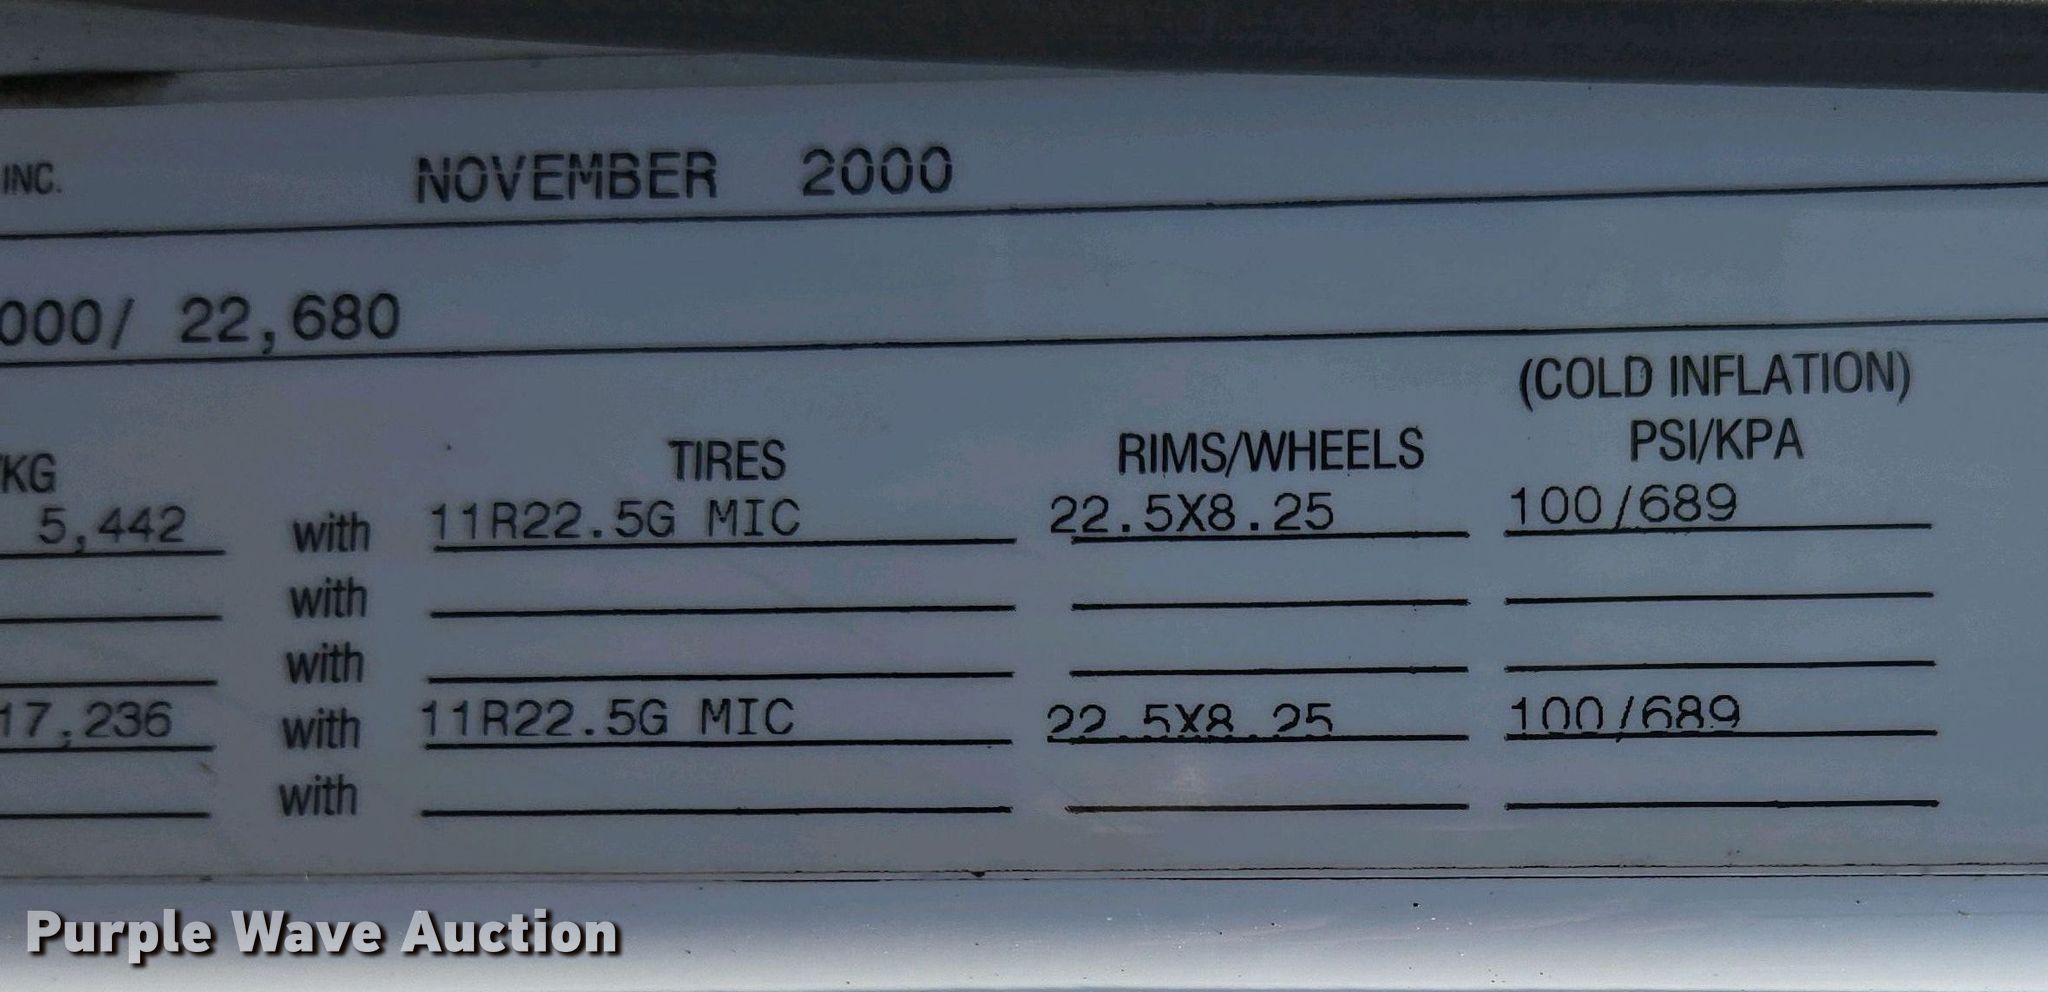 INC. NOVEMBER 2000
000/ 22,680
(COLD INFLATION)
/KG TIRES RIMS/WHEELS PSI/KPA
5,442 with 11R22.5G MIC 22.5X8.25 100/689
with
with
17,236 with 11R22.5G MIC 22.5X8.25 100/689
with
Purple Wave Auction